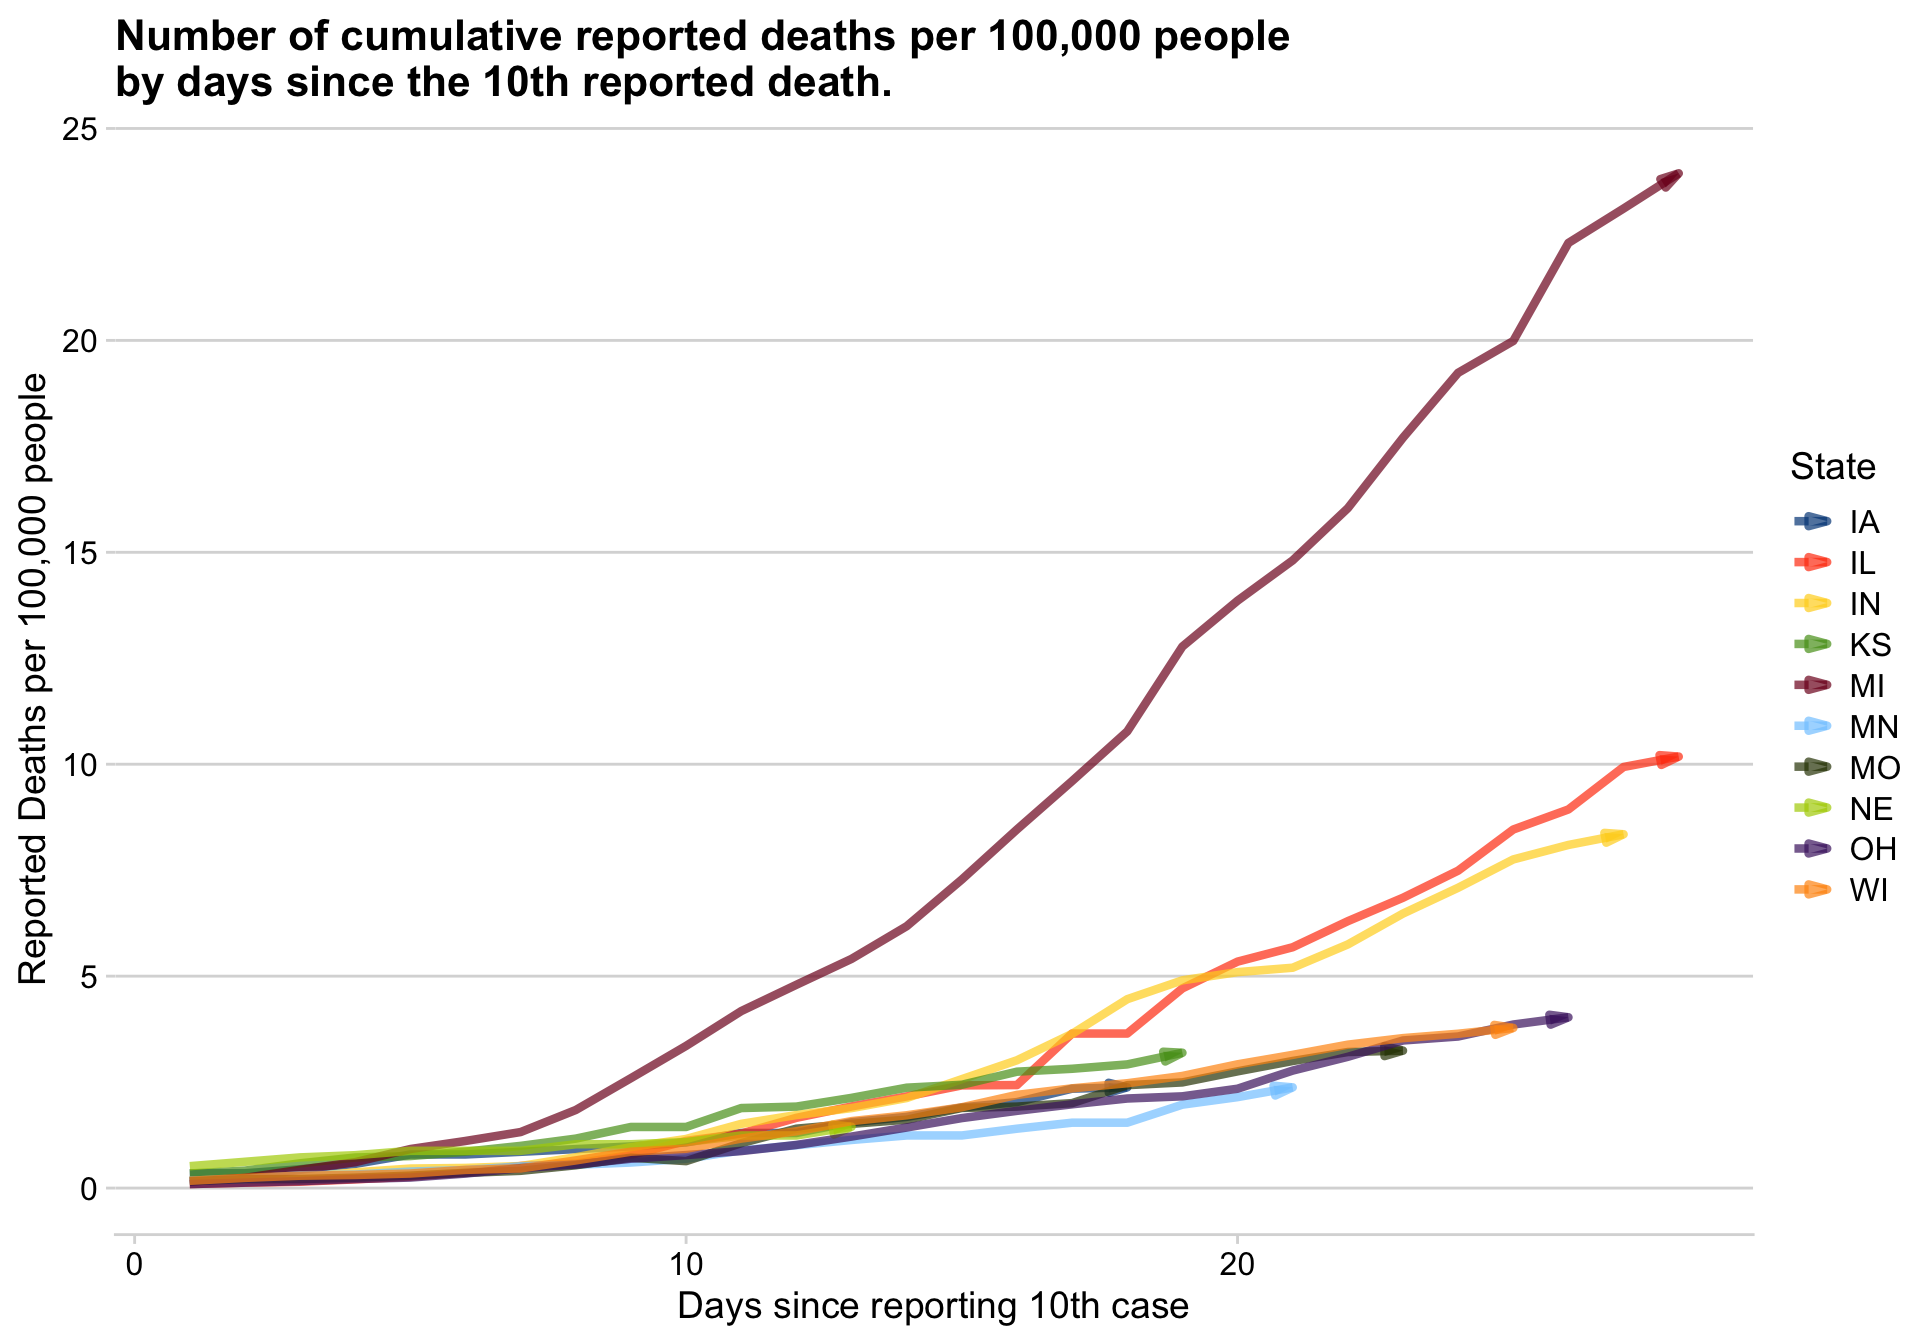 Number of cumulative reported deaths per 100,000 people
by days since the 10th reported death.
25
20
15
10
5
0
Reported Deaths per 100,000 people
0
10
20
Days since reporting 10th case
State
IA
IL
IN
KS
MI
MN
MO
NE
OH
WI